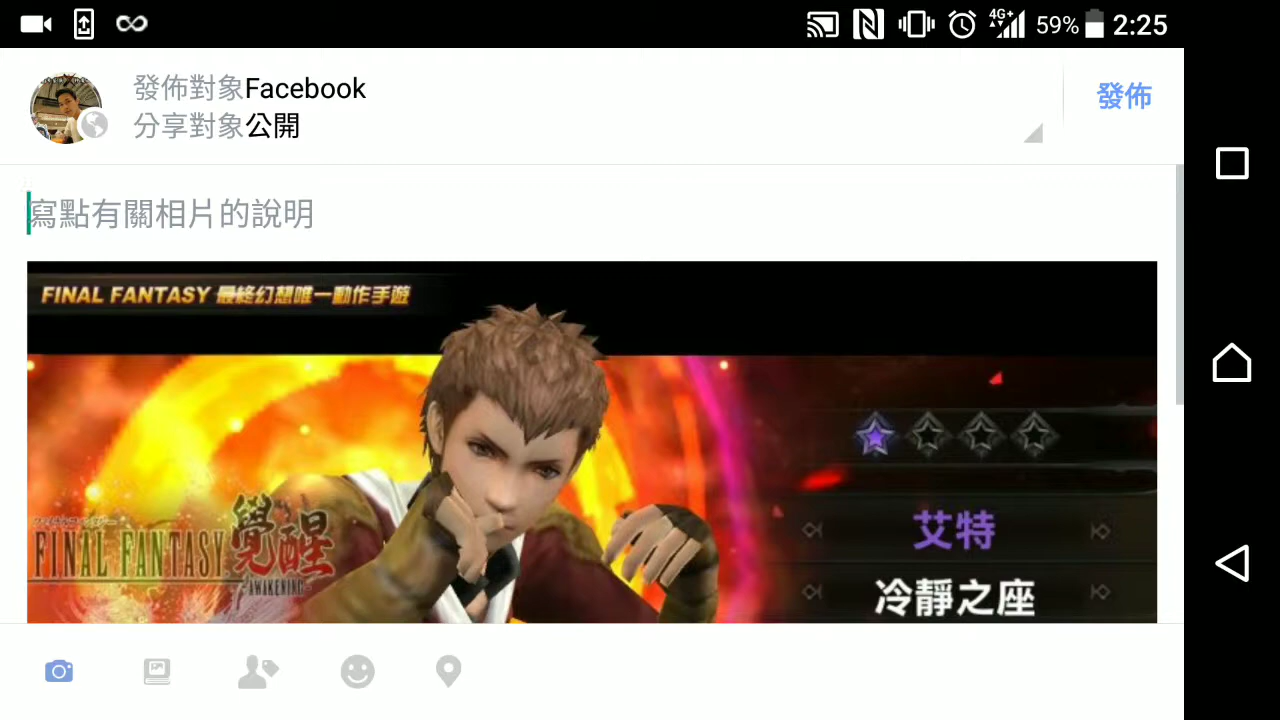 4G+ 59% 2:25
發佈對象Facebook
分享對象公開
發佈
寫點有關相片的說明
FINAL FANTASY 最終幻想唯一動作手遊
FINAL FANTASY 覺醒
AWAKENING
艾特
冷靜之座